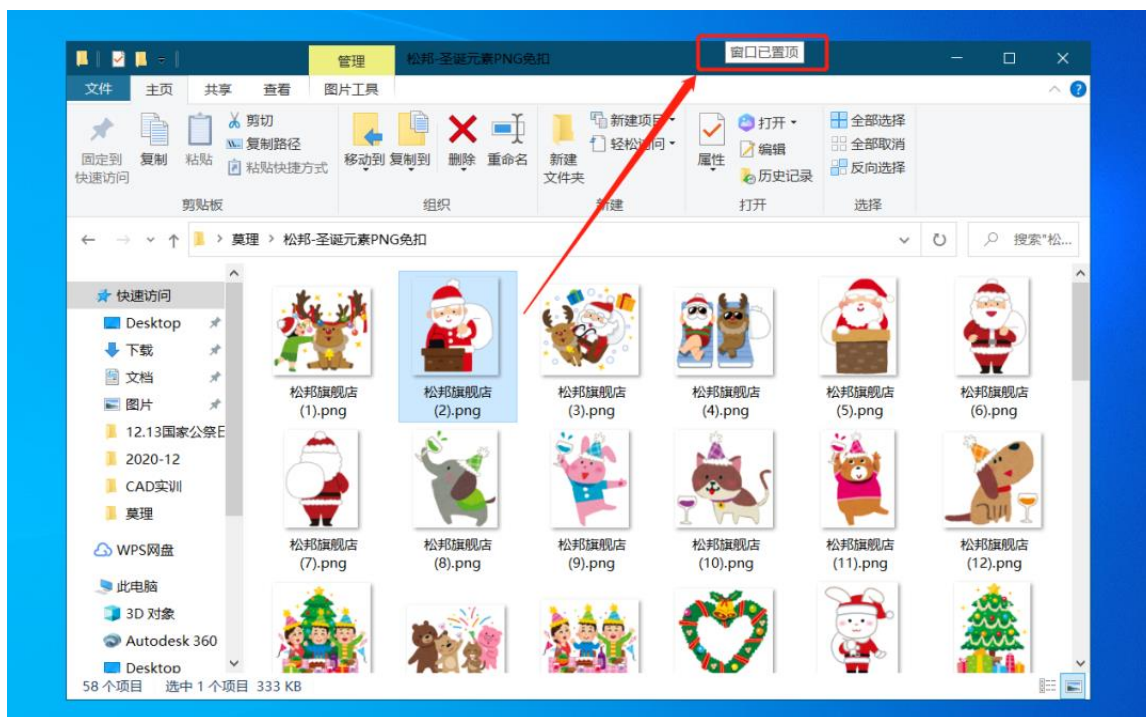 管理
松邦-圣诞元素PNG免扣
窗口已置顶
文件
主页
共享
查看
图片工具
固定到
快速访问
复制
粘贴
剪切
复制路径
粘贴快捷方式
剪贴板
移动到
复制到
删除
重命名
组织
新建
文件夹
新建项目
轻松访问
新建
属性
打开
编辑
历史记录
打开
全部选择
全部取消
反向选择
选择
莫理 > 松邦-圣诞元素PNG免扣
搜索"松...
快速访问
Desktop
下载
文档
图片
12.13国家公祭日
2020-12
CAD实训
莫理
WPS网盘
此电脑
3D 对象
Autodesk 360
Desktop
松邦旗舰店
(1).png
松邦旗舰店
(2).png
松邦旗舰店
(3).png
松邦旗舰店
(4).png
松邦旗舰店
(5).png
松邦旗舰店
(6).png
松邦旗舰店
(7).png
松邦旗舰店
(8).png
松邦旗舰店
(9).png
松邦旗舰店
(10).png
松邦旗舰店
(11).png
松邦旗舰店
(12).png
58 个项目 选中 1 个项目 333 KB